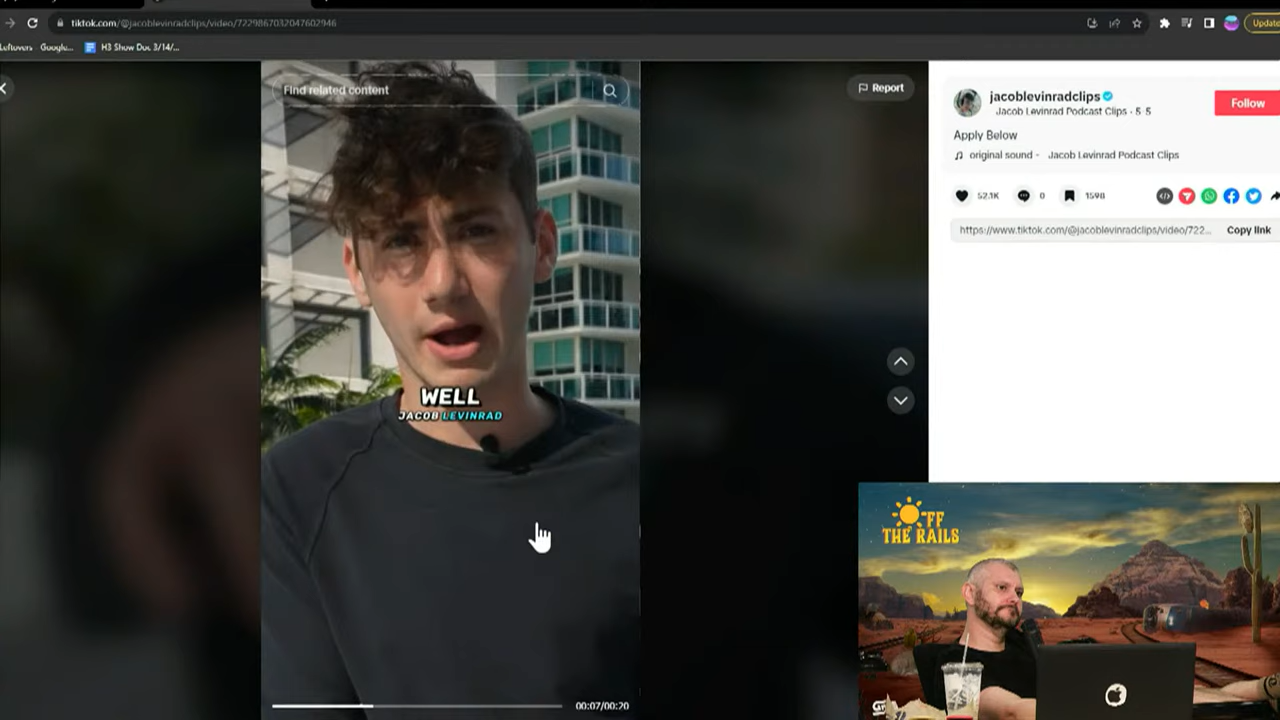 tiktok.com/@jacoblevinradclips/video/7229867032047602946
Update
Leftovers Google... H3 Show Doc 3/14/...
Find related content
Report
jacoblevinradclips
Jacob Levinrad Podcast Clips · 5-5
Follow
Apply Below
original sound - Jacob Levinrad Podcast Clips
52.1K 0 1598
https://www.tiktok.com/@jacoblevinradclips/video/722... Copy link
WELL
JACOB LEVINRAD
OFF
THE RAILS
00:07/00:20